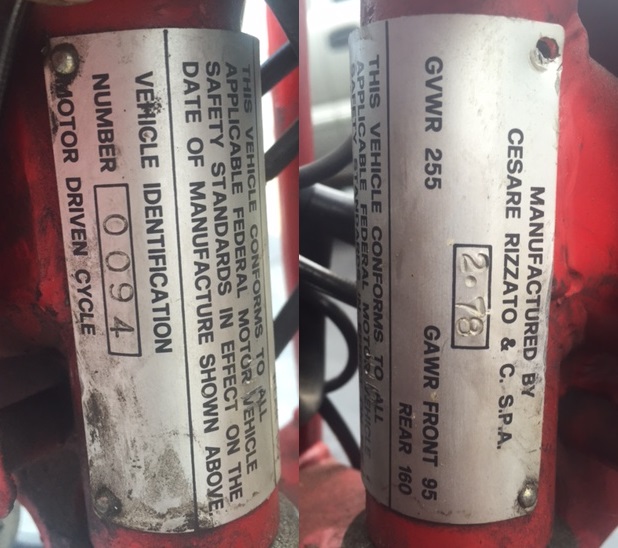 THIS VEHICLE CONFORMS TO ALL
APPLICABLE FEDERAL MOTOR VEHICLE
SAFETY STANDARDS IN EFFECT ON THE
DATE OF MANUFACTURE SHOWN ABOVE.
VEHICLE IDENTIFICATION
NUMBER 0094
MOTOR DRIVEN CYCLE
MANUFACTURED BY
CESARE RIZZATO & C. S.P.A.
2·78
GVWR 255 GAWR FRONT 95
REAR 160
THIS VEHICLE CONFORMS TO ALL
APPLICABLE FEDERAL MOTOR VEHICLE